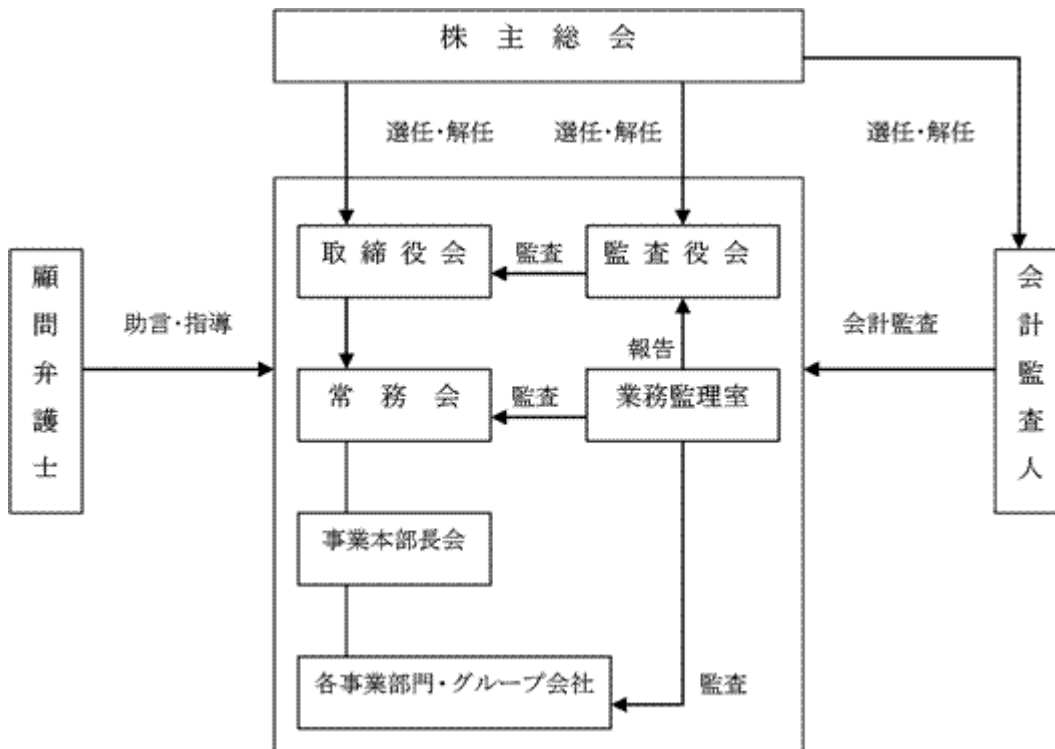 株主総会
選任・解任
選任・解任
選任・解任
取締役会
監査
監査役会
顧問弁護士
会計監査人
助言・指導
会計監査
報告
常務会
監査
業務監理室
事業本部長会
各事業部門・グループ会社
監査